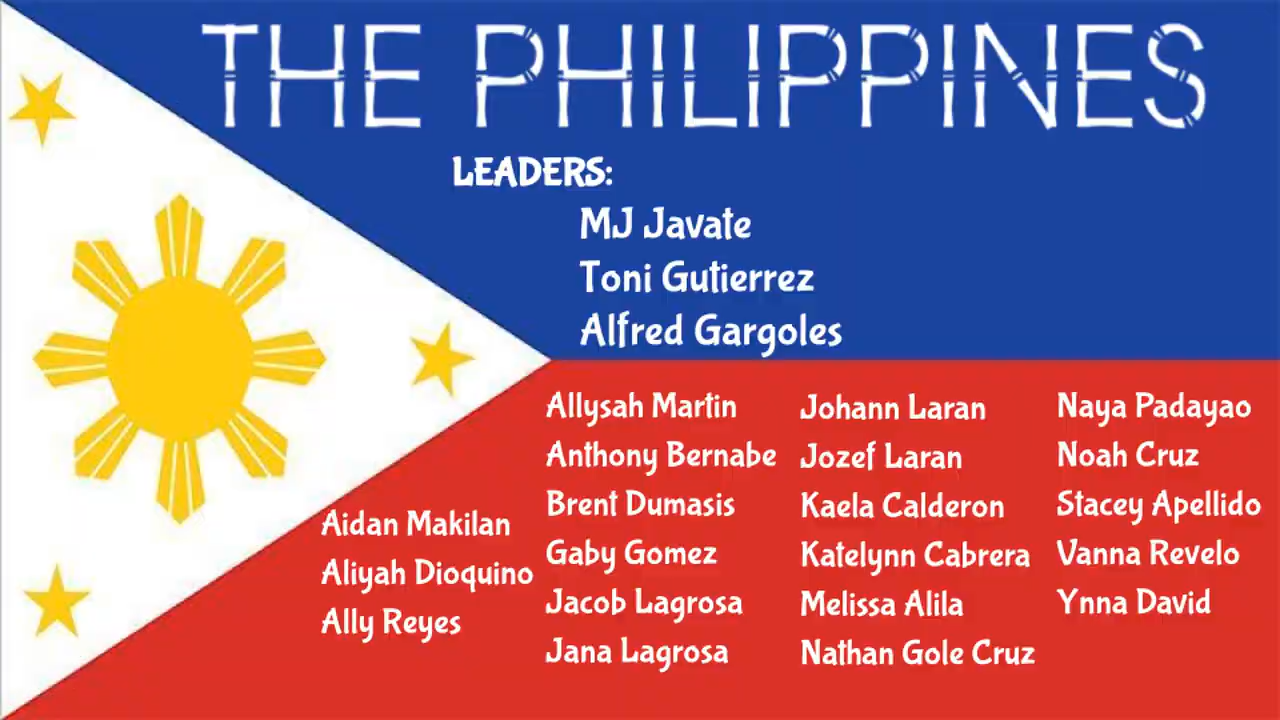 THE PHILIPPINES
LEADERS:
MJ Javate
Toni Gutierrez
Alfred Gargoles
Aidan Makilan
Aliyah Dioquino
Ally Reyes
Allysah Martin
Anthony Bernabe
Brent Dumasis
Gaby Gomez
Jacob Lagrosa
Jana Lagrosa
Johann Laran
Jozef Laran
Kaela Calderon
Katelynn Cabrera
Melissa Alila
Nathan Gole Cruz
Naya Padayao
Noah Cruz
Stacey Apellido
Vanna Revelo
Ynna David